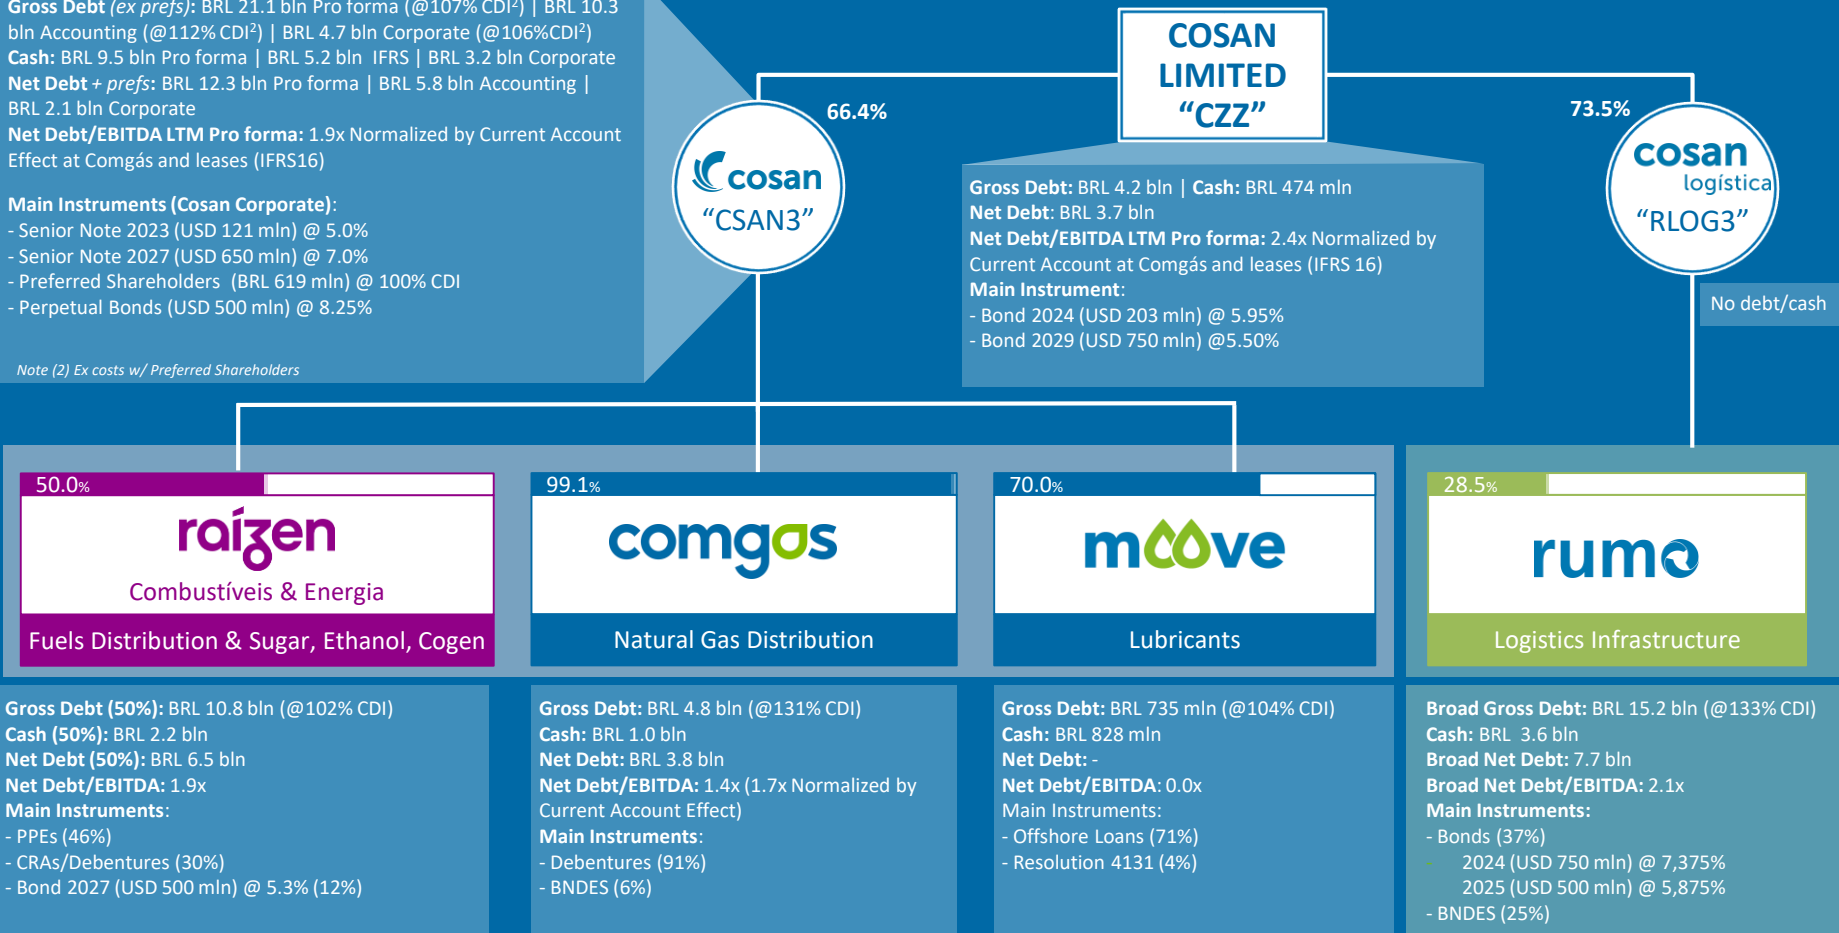 Gross Debt (ex prefs): BRL 21.1 bln Pro forma (@107% CDI²) | BRL 10.3
bln Accounting (@112% CDI²) | BRL 4.7 bln Corporate (@106%CDI²)
Cash: BRL 9.5 bln Pro forma | BRL 5.2 bln IFRS | BRL 3.2 bln Corporate
Net Debt + prefs: BRL 12.3 bln Pro forma | BRL 5.8 bln Accounting |
BRL 2.1 bln Corporate
Net Debt/EBITDA LTM Pro forma: 1.9x Normalized by Current Account
Effect at Comgás and leases (IFRS16)
Main Instruments (Cosan Corporate):
- Senior Note 2023 (USD 121 mln) @ 5.0%
- Senior Note 2027 (USD 650 mln) @ 7.0%
- Preferred Shareholders (BRL 619 mln) @ 100% CDI
- Perpetual Bonds (USD 500 mln) @ 8.25%
Note (2) Ex costs w/ Preferred Shareholders
COSAN
LIMITED
“CZZ”
66.4%
cosan
“CSAN3”
Gross Debt: BRL 4.2 bln | Cash: BRL 474 mln
Net Debt: BRL 3.7 bln
Net Debt/EBITDA LTM Pro forma: 2.4x Normalized by
Current Account at Comgás and leases (IFRS 16)
Main Instrument:
- Bond 2024 (USD 203 mln) @ 5.95%
- Bond 2029 (USD 750 mln) @5.50%
73.5%
cosan
logística
“RLOG3”
No debt/cash
50.0%
raízen
Combustíveis & Energia
Fuels Distribution & Sugar, Ethanol, Cogen
99.1%
comgas
Natural Gas Distribution
70.0%
moove
Lubricants
28.5%
rumo
Logistics Infrastructure
Gross Debt (50%): BRL 10.8 bln (@102% CDI)
Cash (50%): BRL 2.2 bln
Net Debt (50%): BRL 6.5 bln
Net Debt/EBITDA: 1.9x
Main Instruments:
- PPEs (46%)
- CRAs/Debentures (30%)
- Bond 2027 (USD 500 mln) @ 5.3% (12%)
Gross Debt: BRL 4.8 bln (@131% CDI)
Cash: BRL 1.0 bln
Net Debt: BRL 3.8 bln
Net Debt/EBITDA: 1.4x (1.7x Normalized by
Current Account Effect)
Main Instruments:
- Debentures (91%)
- BNDES (6%)
Gross Debt: BRL 735 mln (@104% CDI)
Cash: BRL 828 mln
Net Debt: -
Net Debt/EBITDA: 0.0x
Main Instruments:
- Offshore Loans (71%)
- Resolution 4131 (4%)
Broad Gross Debt: BRL 15.2 bln (@133% CDI)
Cash: BRL 3.6 bln
Broad Net Debt: 7.7 bln
Broad Net Debt/EBITDA: 2.1x
Main Instruments:
- Bonds (37%)
- 2024 (USD 750 mln) @ 7,375%
2025 (USD 500 mln) @ 5,875%
- BNDES (25%)